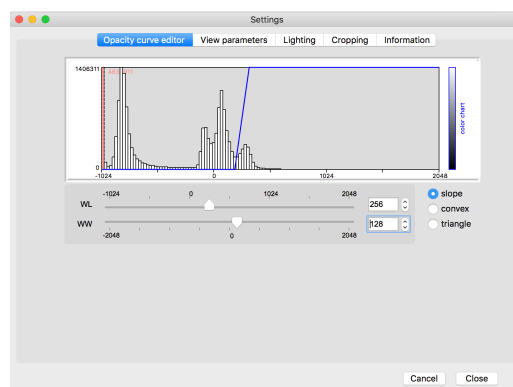 Settings
Opacity curve editor View parameters Lighting Cropping Information
1406311
0
-1024 0 1024 2048
color chart
-1024 0 1024 2048
WL 256
WW 128
-2048 0 2048
slope
convex
triangle
Cancel Close